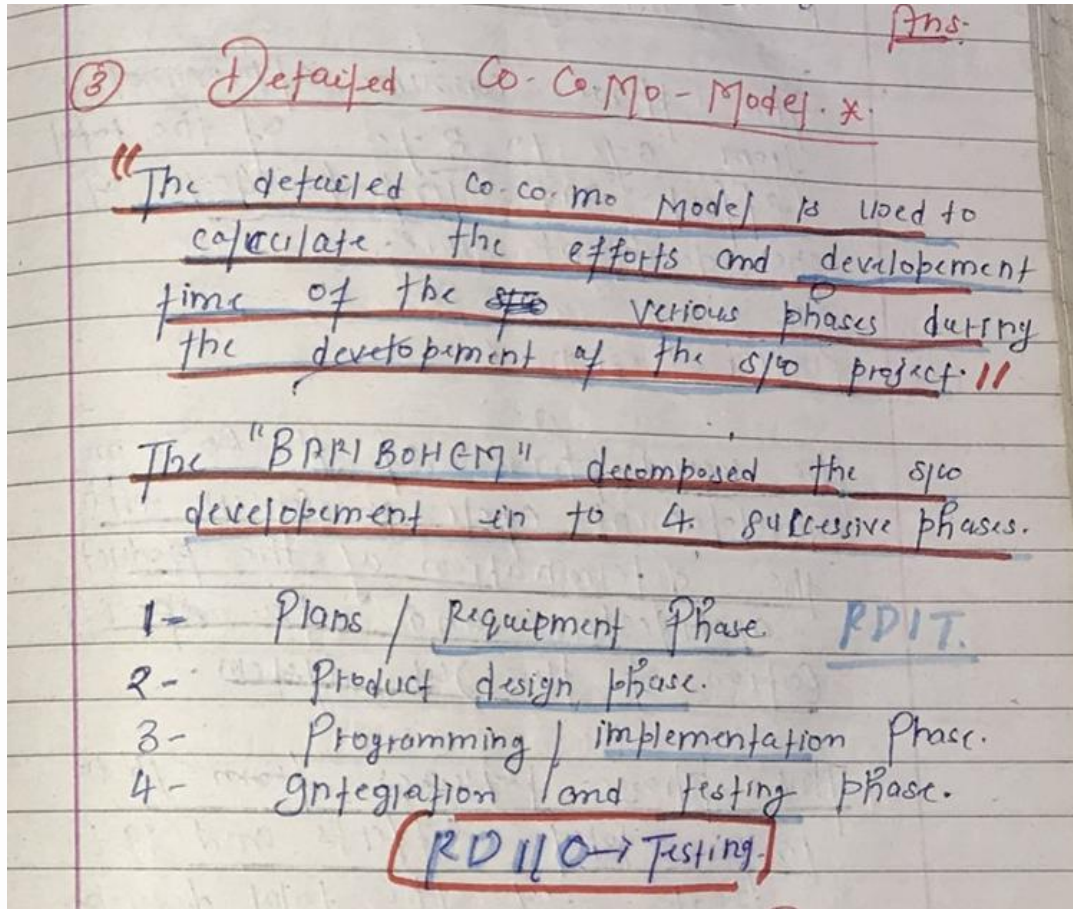 Ans.
③ Detailed Co-Co-Mo-Model. *.
"The detailed co-co-mo Model is used to
calculate the efforts and developement
time of the verious phases during
the developement of the s/w project."
The "BARI BOHEM" decomposed the s/w
developement in to 4. successive phases.
1- Plans / Requirpment Phase. RDIT.
2- Product design phase.
3- Programming / implementation Phase.
4- Integration / and testing phase.
RD → Testing.